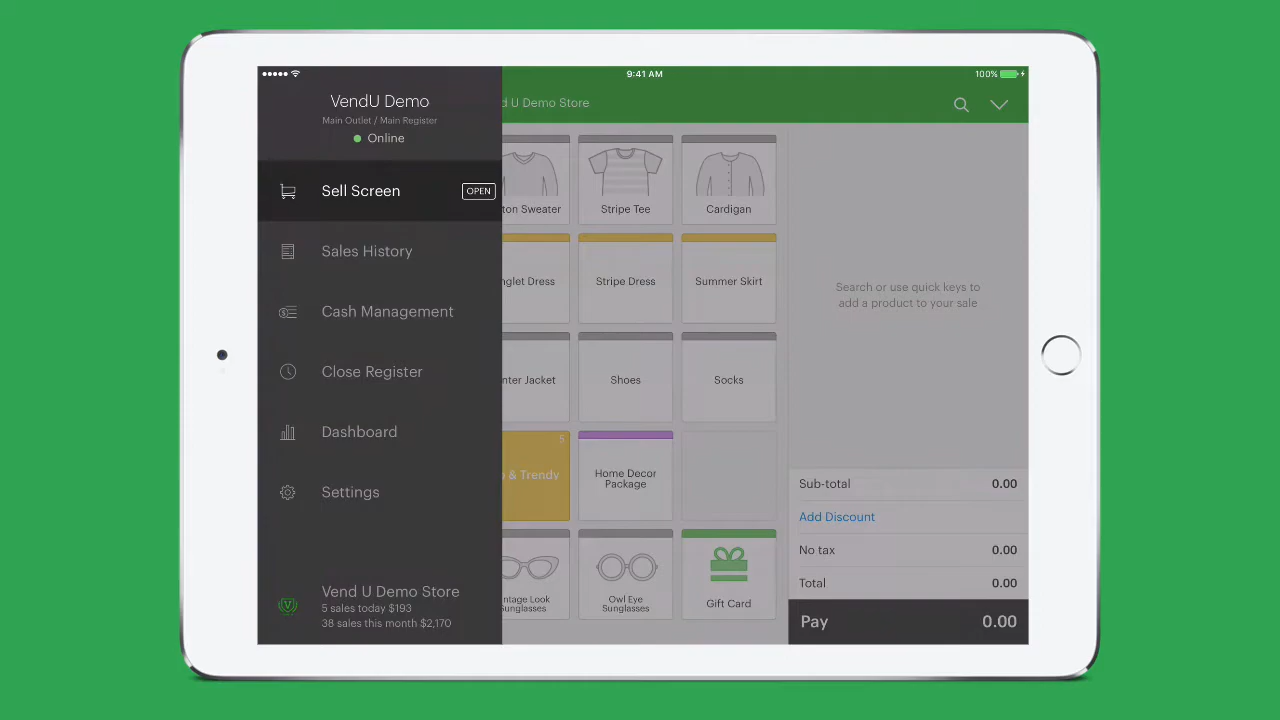 9:41 AM
100%
VendU Demo
Main Outlet / Main Register
Online
Sell Screen
OPEN
Sales History
Cash Management
Close Register
Dashboard
Settings
Vend U Demo Store
5 sales today $193
38 sales this month $2,170
d U Demo Store
ton Sweater
Stripe Tee
Cardigan
nglet Dress
Stripe Dress
Summer Skirt
nter Jacket
Shoes
Socks
5
& Trendy
Home Decor
Package
ntage Look
Sunglasses
Owl Eye
Sunglasses
Gift Card
Search or use quick keys to
add a product to your sale
Sub-total 0.00
Add Discount
No tax 0.00
Total 0.00
Pay 0.00